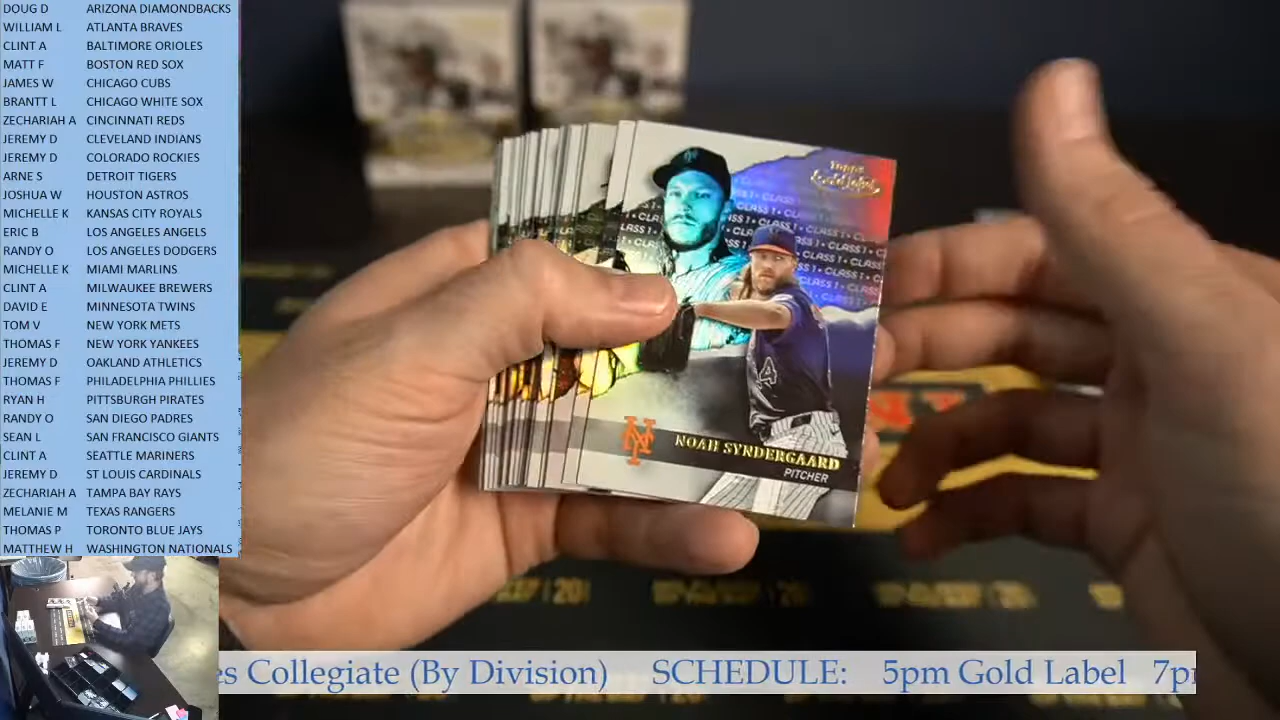 DOUG D ARIZONA DIAMONDBACKS
WILLIAM L ATLANTA BRAVES
CLINT A BALTIMORE ORIOLES
MATT F BOSTON RED SOX
JAMES W CHICAGO CUBS
BRANTT L CHICAGO WHITE SOX
ZECHARIAH A CINCINNATI REDS
JEREMY D CLEVELAND INDIANS
JEREMY D COLORADO ROCKIES
ARNE S DETROIT TIGERS
JOSHUA W HOUSTON ASTROS
MICHELLE K KANSAS CITY ROYALS
ERIC B LOS ANGELES ANGELS
RANDY O LOS ANGELES DODGERS
MICHELLE K MIAMI MARLINS
CLINT A MILWAUKEE BREWERS
DAVID E MINNESOTA TWINS
TOM V NEW YORK METS
THOMAS F NEW YORK YANKEES
JEREMY D OAKLAND ATHLETICS
THOMAS F PHILADELPHIA PHILLIES
RYAN H PITTSBURGH PIRATES
RANDY O SAN DIEGO PADRES
SEAN L SAN FRANCISCO GIANTS
CLINT A SEATTLE MARINERS
JEREMY D ST LOUIS CARDINALS
ZECHARIAH A TAMPA BAY RAYS
MELANIE M TEXAS RANGERS
THOMAS P TORONTO BLUE JAYS
MATTHEW H WASHINGTON NATIONALS
Topps
Gold Label
CLASS 1 • CLASS 1 • CLASS 1
NY
NOAH SYNDERGAARD
PITCHER
es Collegiate (By Division) SCHEDULE: 5pm Gold Label 7p